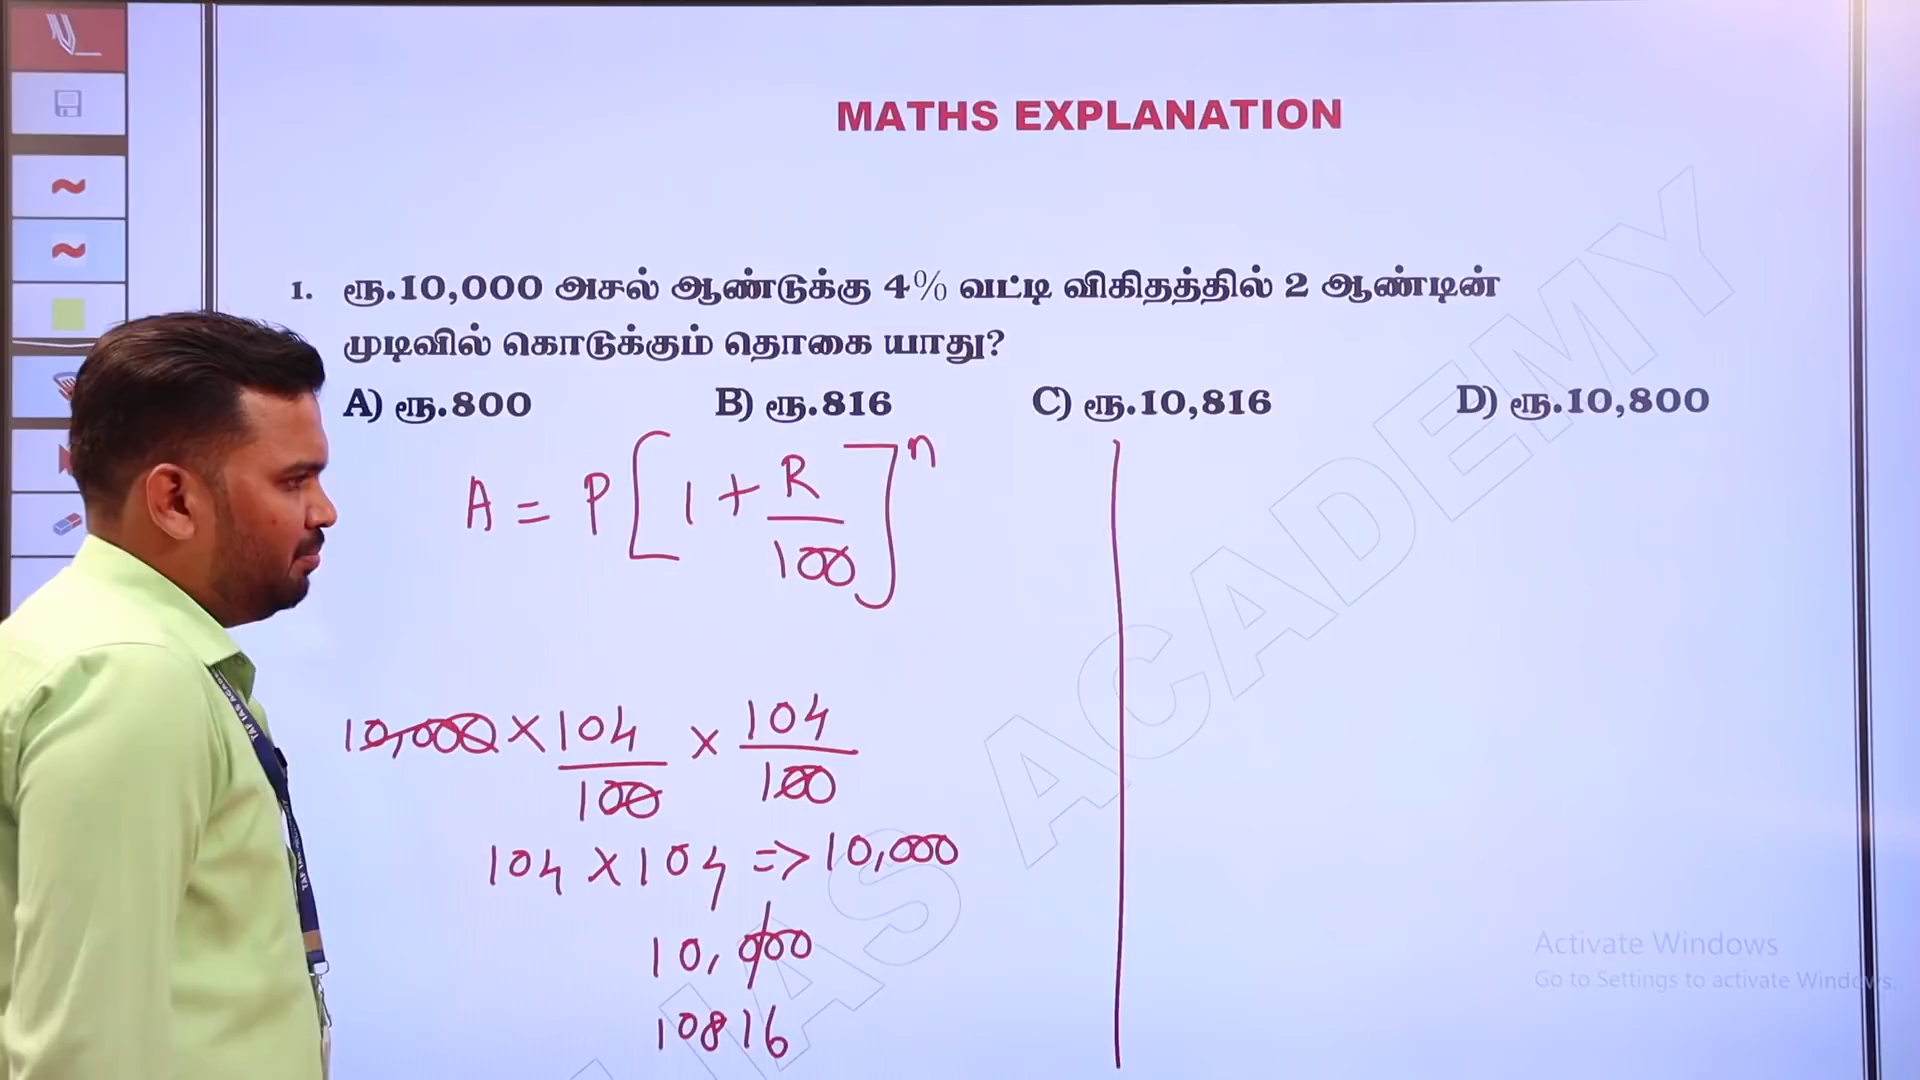 MATHS EXPLANATION
1. ரூ.10,000 அசல் ஆண்டுக்கு 4% வட்டி விகிதத்தில் 2 ஆண்டின்
முடிவில் கொடுக்கும் தொகை யாது?
A) ரூ.800 B) ரூ.816 C) ரூ.10,816 D) ரூ.10,800
A = P[1 + R/100]^n
10,000 × 104/100 × 104/100
104 × 104 => 10,000
10,000
10816
IAS ACADEMY
Activate Windows
Go to Settings to activate Windows.